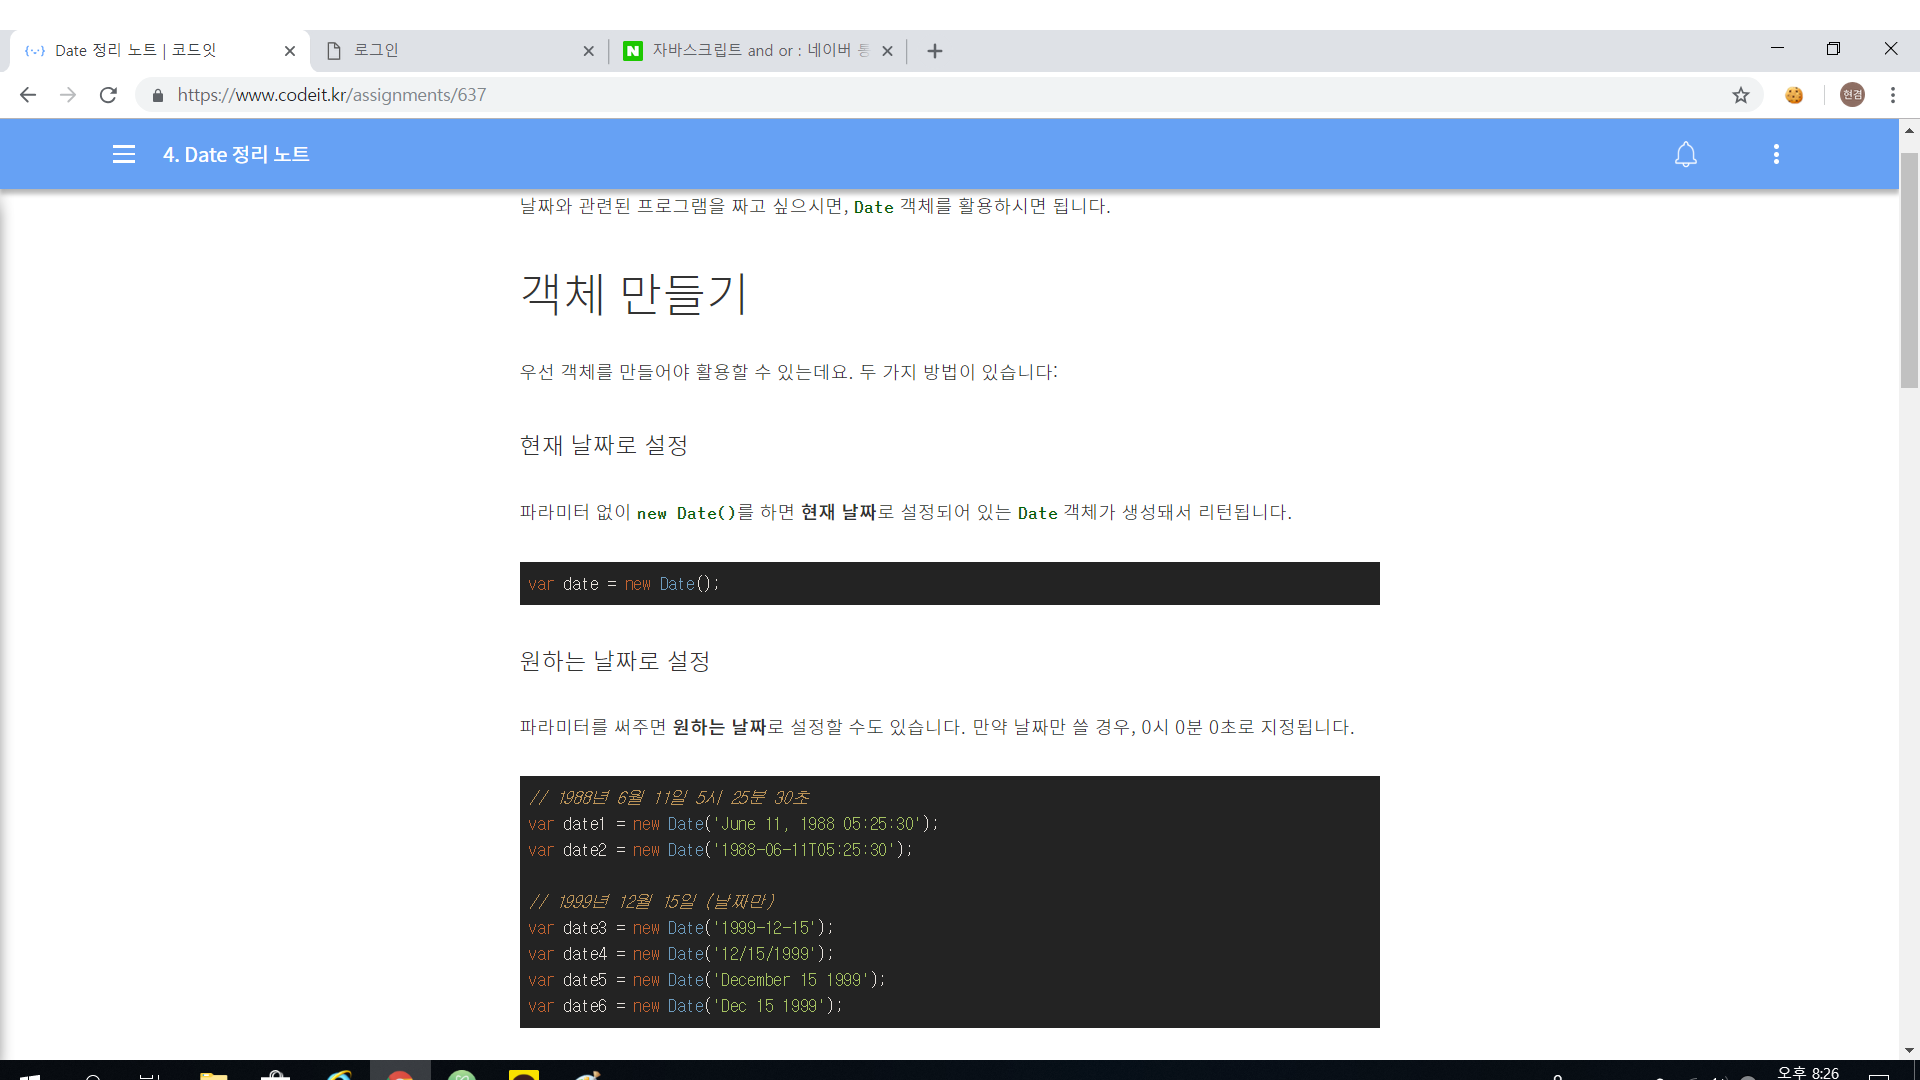 Date 정리 노트 | 코드잇
로그인
자바스크립트 and or : 네이버 통
https://www.codeit.kr/assignments/637
현겸
4. Date 정리 노트
날짜와 관련된 프로그램을 짜고 싶으시면, Date 객체를 활용하시면 됩니다.
객체 만들기
우선 객체를 만들어야 활용할 수 있는데요. 두 가지 방법이 있습니다:
현재 날짜로 설정
파라미터 없이 new Date()를 하면 현재 날짜로 설정되어 있는 Date 객체가 생성돼서 리턴됩니다.
var date = new Date();
원하는 날짜로 설정
파라미터를 써주면 원하는 날짜로 설정할 수도 있습니다. 만약 날짜만 쓸 경우, 0시 0분 0초로 지정됩니다.
// 1988년 6월 11일 5시 25분 30초
var date1 = new Date('June 11, 1988 05:25:30');
var date2 = new Date('1988-06-11T05:25:30');
// 1999년 12월 15일 (날짜만)
var date3 = new Date('1999-12-15');
var date4 = new Date('12/15/1999');
var date5 = new Date('December 15 1999');
var date6 = new Date('Dec 15 1999');
오후 8:26